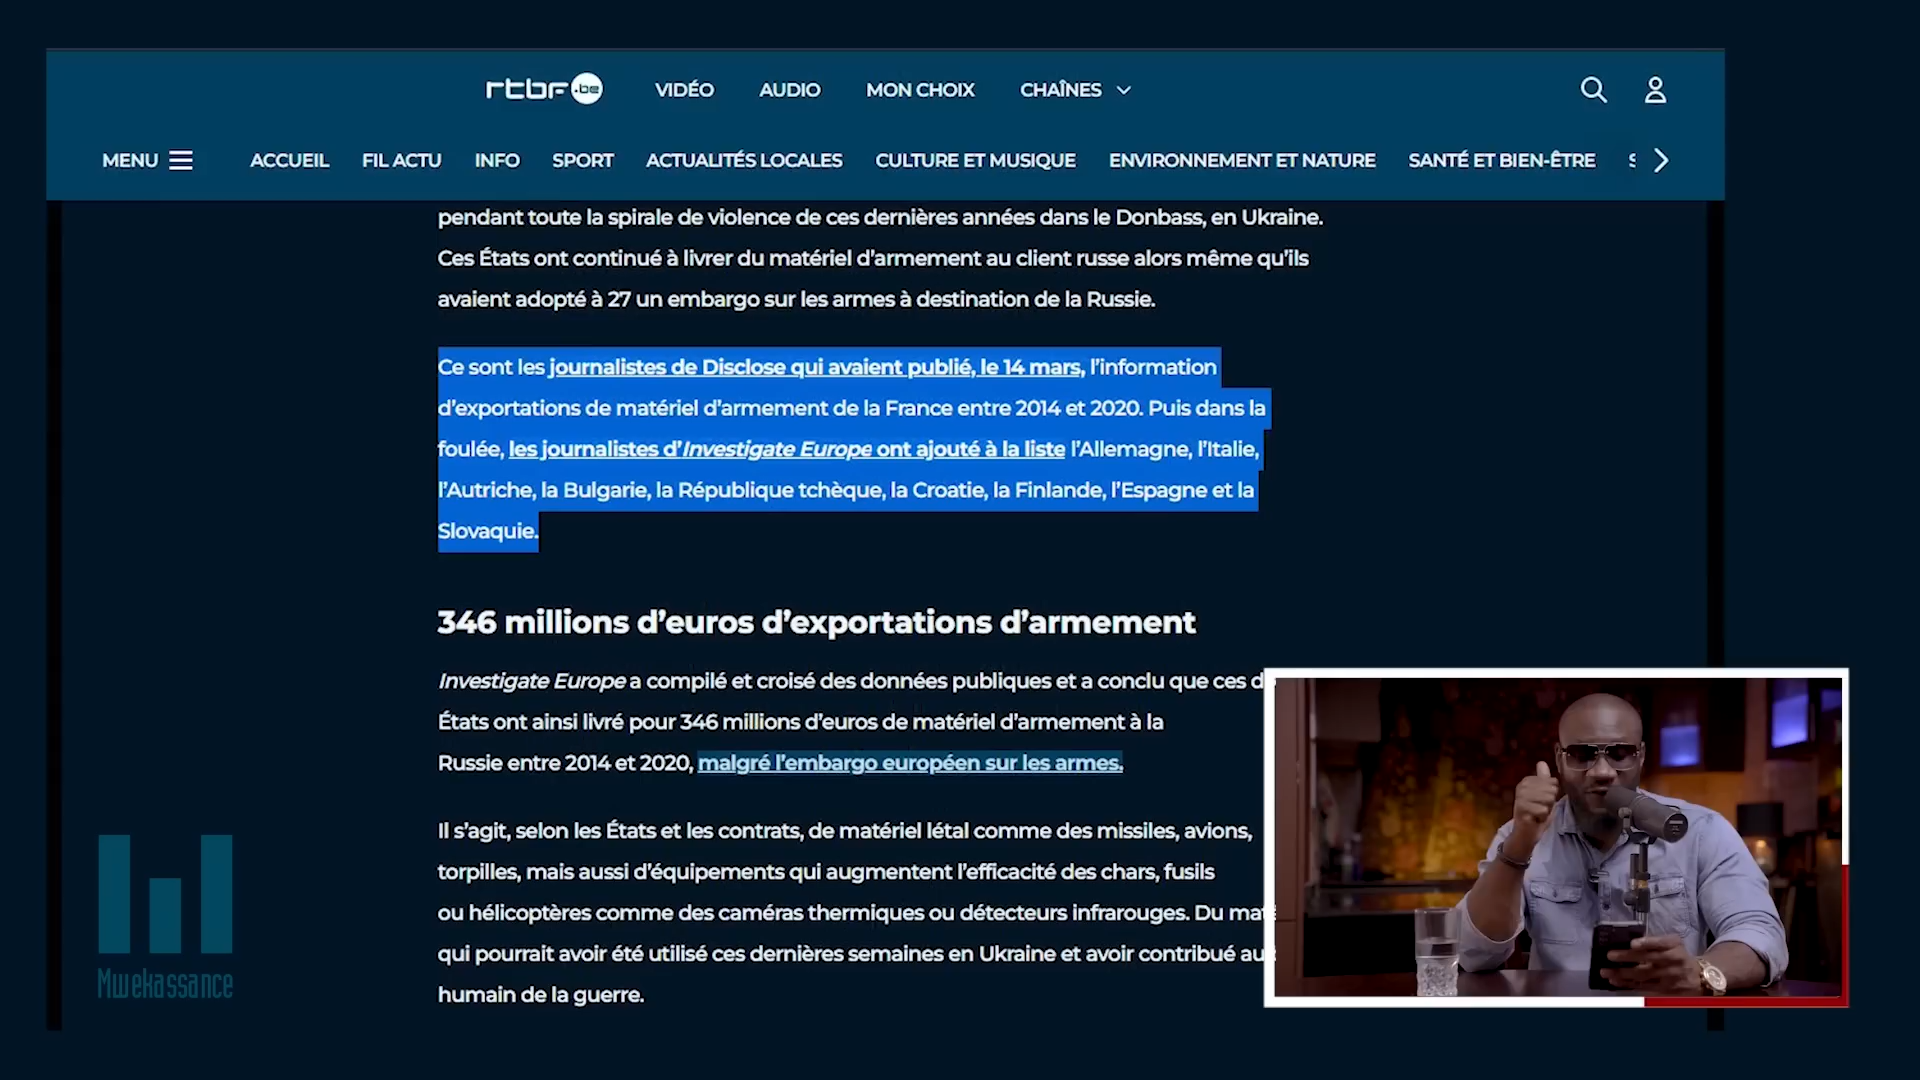 rtbf.be VIDÉO AUDIO MON CHOIX CHAÎNES
MENU ACCUEIL FIL ACTU INFO SPORT ACTUALITÉS LOCALES CULTURE ET MUSIQUE ENVIRONNEMENT ET NATURE SANTÉ ET BIEN-ÊTRE
pendant toute la spirale de violence de ces dernières années dans le Donbass, en Ukraine.
Ces États ont continué à livrer du matériel d’armement au client russe alors même qu’ils
avaient adopté à 27 un embargo sur les armes à destination de la Russie.
Ce sont les journalistes de Disclose qui avaient publié, le 14 mars, l’information
d’exportations de matériel d’armement de la France entre 2014 et 2020. Puis dans la
foulée, les journalistes d’Investigate Europe ont ajouté à la liste l’Allemagne, l’Italie,
l’Autriche, la Bulgarie, la République tchèque, la Croatie, la Finlande, l’Espagne et la
Slovaquie.
346 millions d’euros d’exportations d’armement
Investigate Europe a compilé et croisé des données publiques et a conclu que ces
États ont ainsi livré pour 346 millions d’euros de matériel d’armement à la
Russie entre 2014 et 2020, malgré l’embargo européen sur les armes.
Il s’agit, selon les États et les contrats, de matériel létal comme des missiles, avions,
torpilles, mais aussi d’équipements qui augmentent l’efficacité des chars, fusils
ou hélicoptères comme des caméras thermiques ou détecteurs infrarouges. Du
qui pourrait avoir été utilisé ces dernières semaines en Ukraine et avoir contribué
humain de la guerre.
Mwekassance